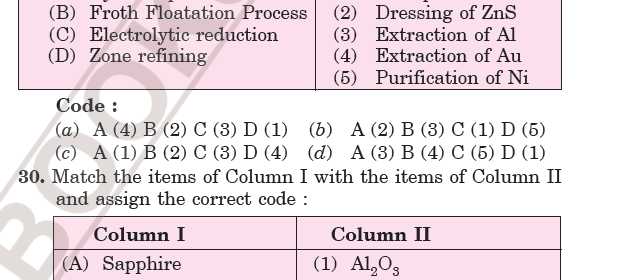 (B) Froth Floatation Process (2) Dressing of ZnS
(C) Electrolytic reduction (3) Extraction of Al
(D) Zone refining (4) Extraction of Au
(5) Purification of Ni
Code :
(a) A (4) B (2) C (3) D (1) (b) A (2) B (3) C (1) D (5)
(c) A (1) B (2) C (3) D (4) (d) A (3) B (4) C (5) D (1)
30. Match the items of Column I with the items of Column II
and assign the correct code :
Column I Column II
(A) Sapphire (1) Al₂O₃